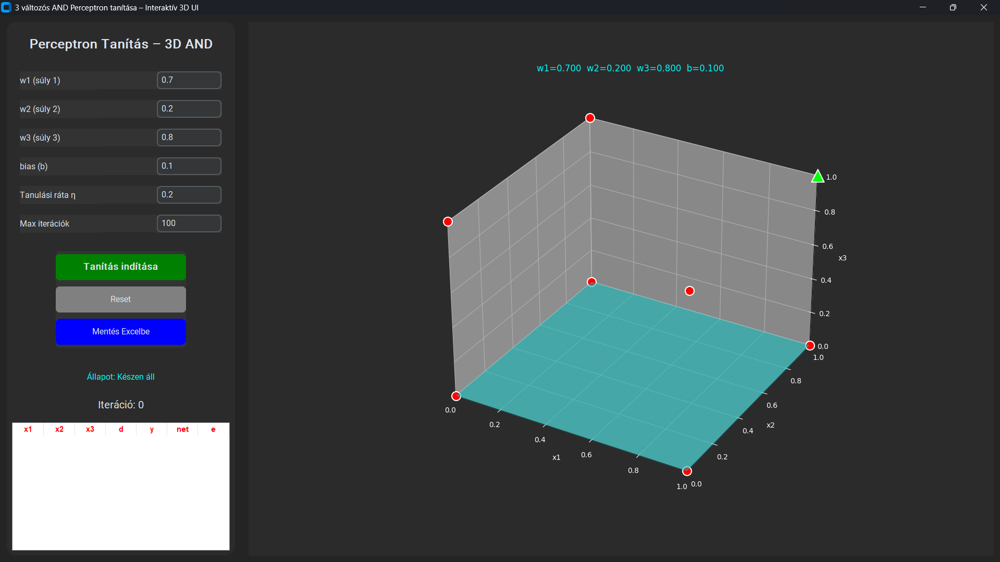 3 változós AND Perceptron tanítása – Interaktív 3D UI
Perceptron Tanítás – 3D AND
w1 (súly 1) 0.7
w2 (súly 2) 0.2
w3 (súly 3) 0.8
bias (b) 0.1
Tanulási ráta η 0.2
Max iterációk 100
Tanítás indítása
Reset
Mentés Excelbe
Állapot: Készen áll
Iteráció: 0
x1 x2 x3 d y net e
w1=0.700 w2=0.200 w3=0.800 b=0.100
1.0
0.8
0.6
x3
0.4
0.2
0.0
1.0
0.8
0.6
x2
0.4
0.2
0.0
0.0
0.2
0.4
x1
0.6
0.8
1.0